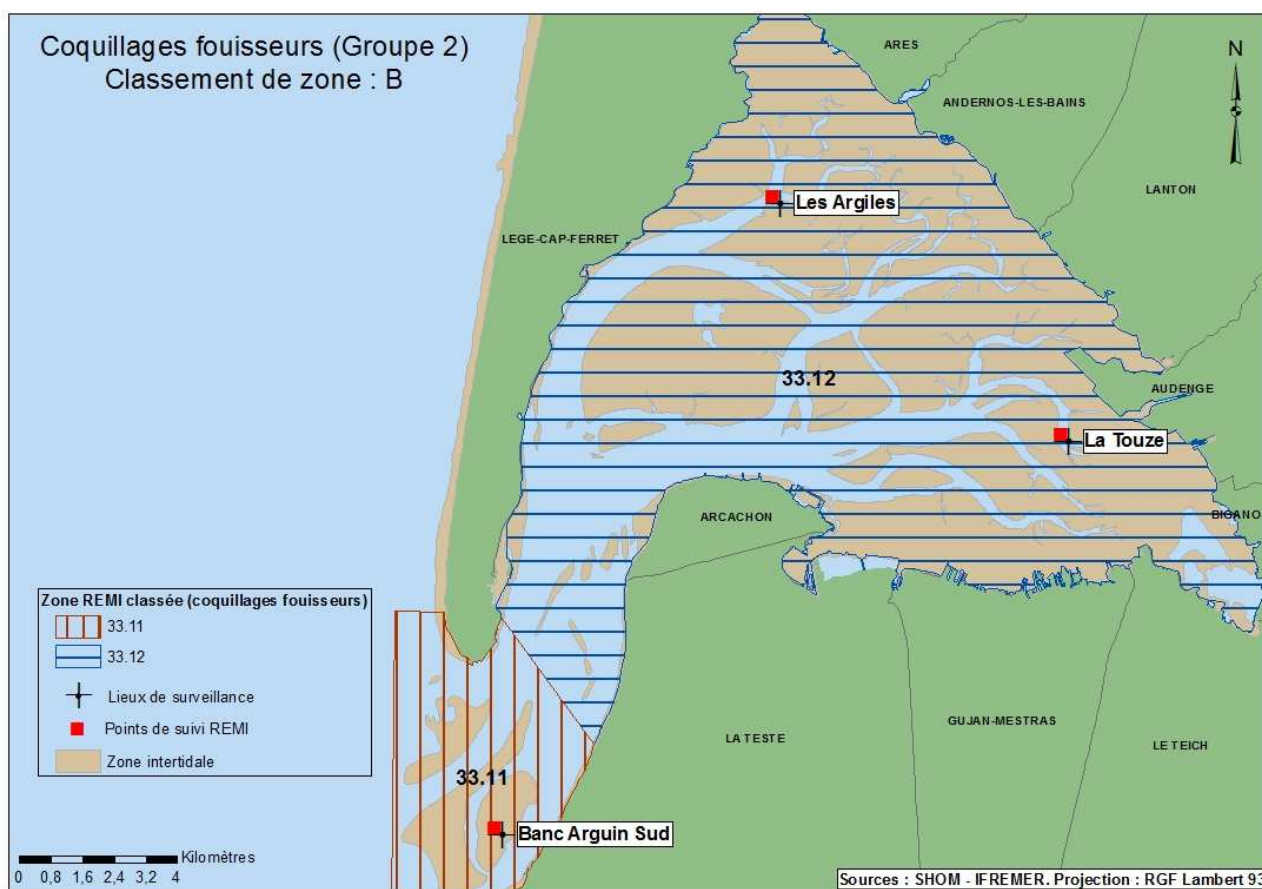 Coquillages fouisseurs (Groupe 2)
Classement de zone : B
N
ARES
ANDERNOS-LES-BAINS
LANTON
Les Argiles
LEGE-CAP-FERRET
33.12
AUDENGE
La Touze
ARCACHON
BIGANO
Zone REMI classée (coquillages fouisseurs)
33.11
33.12
Lieux de surveillance
Points de suivi REMI
Zone intertidale
LA TESTE
GUJAN-MESTRAS
LE TEICH
33.11
Banc Arguin Sud
Kilomètres
0 0,8 1,6 2,4 3,2 4
Sources : SHOM - IFREMER. Projection : RGF Lambert 93